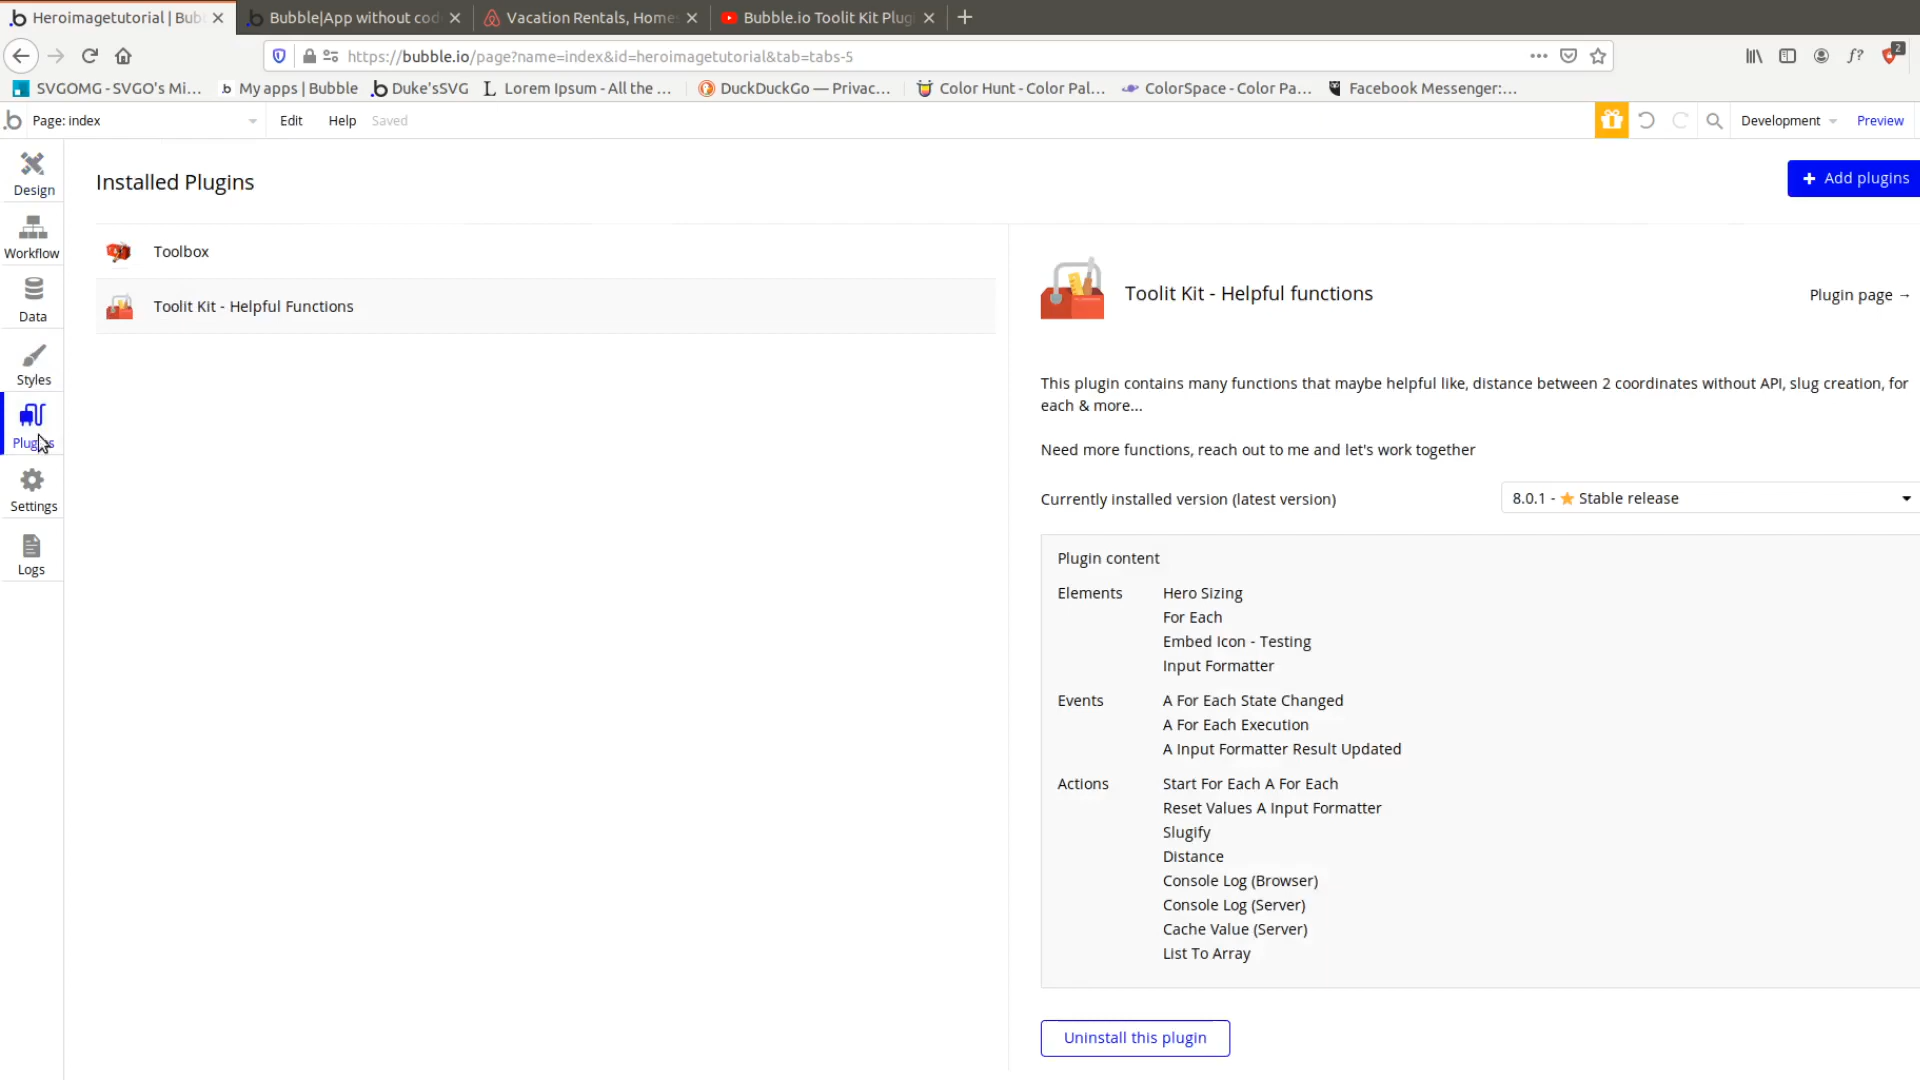 Heroimagetutorial | Bub
Bubble|App without cod
Vacation Rentals, Home
Bubble.io Toolit Kit Plug
https://bubble.io/page?name=index&id=heroimagetutorial&tab=tabs-5
2
SVGOMG - SVGO's Mi...
My apps | Bubble
Duke'sSVG
Lorem Ipsum - All the ...
DuckDuckGo — Privac...
Color Hunt - Color Pal...
ColorSpace - Color Pa...
Facebook Messenger:...
Page: index
Edit
Help
Saved
Development
Preview
Design
Workflow
Data
Styles
Plugins
Settings
Logs
Installed Plugins
+ Add plugins
Toolbox
Toolit Kit - Helpful Functions
Toolit Kit - Helpful functions
Plugin page →
This plugin contains many functions that maybe helpful like, distance between 2 coordinates without API, slug creation, for
each & more...
Need more functions, reach out to me and let's work together
Currently installed version (latest version)
8.0.1 - ⭐ Stable release
Plugin content
Elements
Hero Sizing
For Each
Embed Icon - Testing
Input Formatter
Events
A For Each State Changed
A For Each Execution
A Input Formatter Result Updated
Actions
Start For Each A For Each
Reset Values A Input Formatter
Slugify
Distance
Console Log (Browser)
Console Log (Server)
Cache Value (Server)
List To Array
Uninstall this plugin